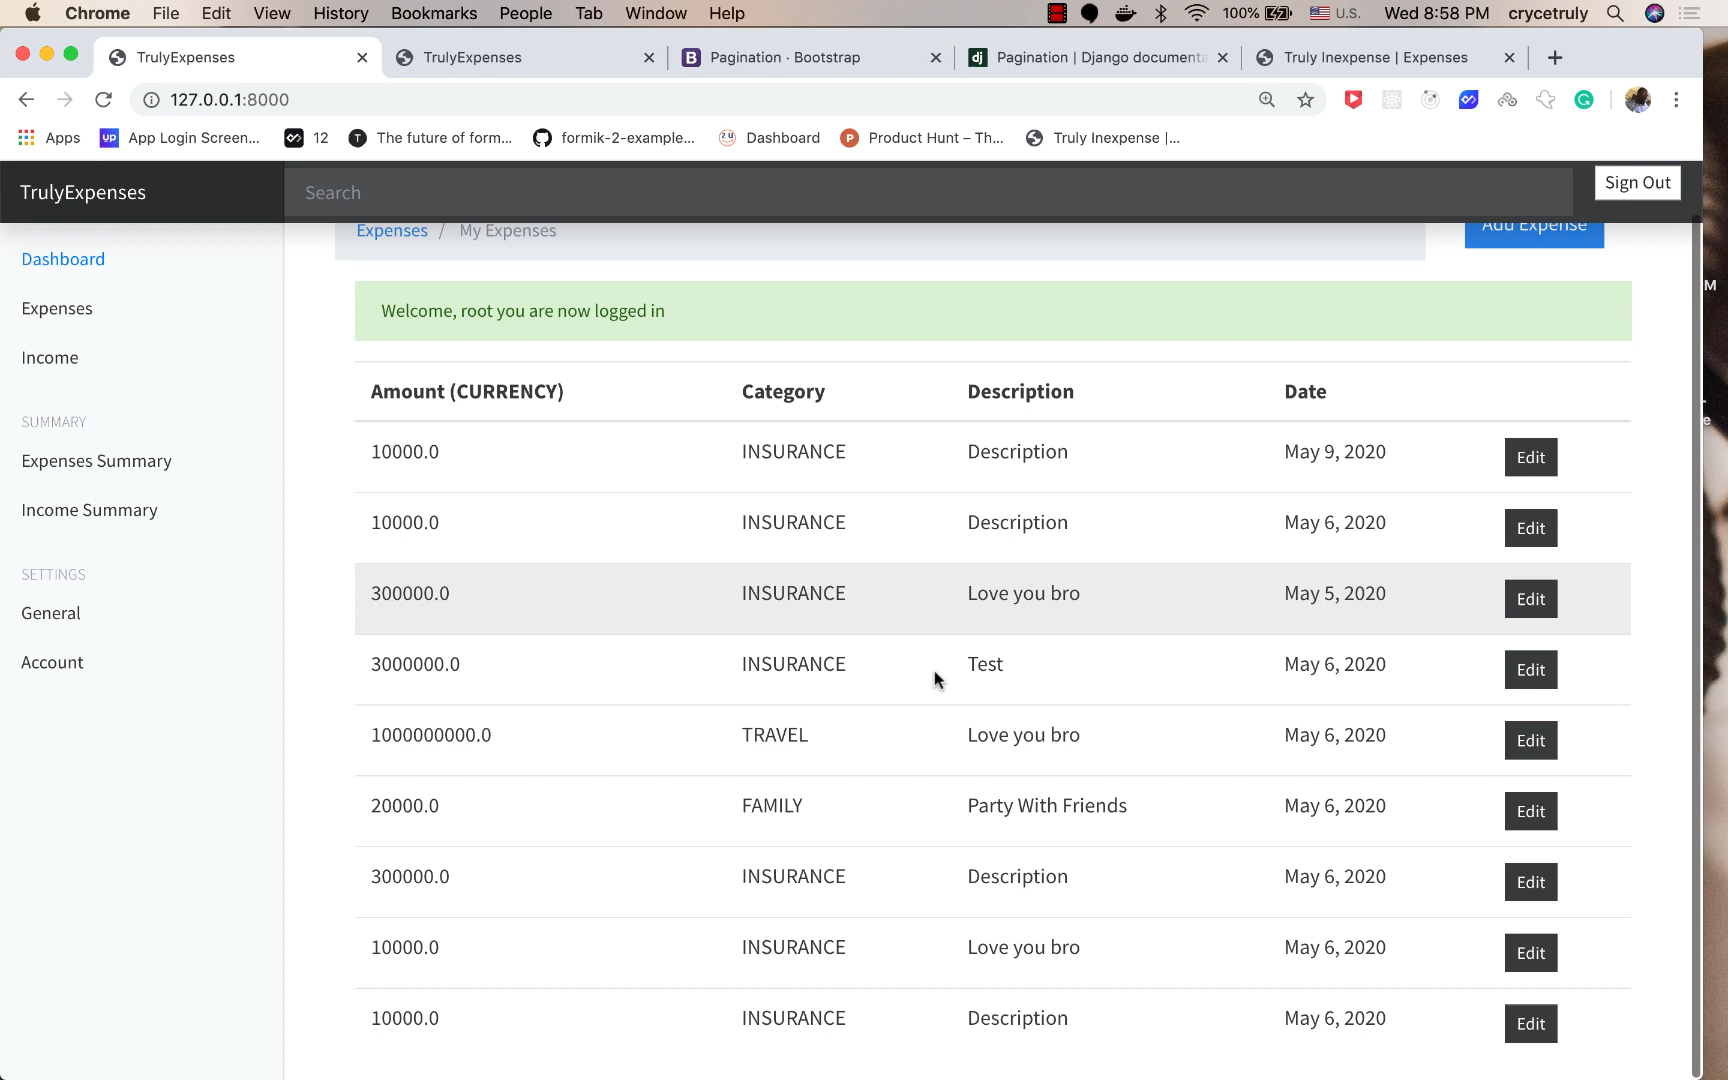 Chrome File Edit View History Bookmarks People Tab Window Help 100% U.S. Wed 8:58 PM crycetruly
TrulyExpenses TrulyExpenses B Pagination · Bootstrap dj Pagination | Django documenta Truly Inexpense | Expenses
127.0.0.1:8000
Apps up App Login Screen... 12 T The future of form... formik-2-example... Dashboard P Product Hunt – Th... Truly Inexpense |...
TrulyExpenses Search Sign Out
Expenses / My Expenses Add Expense
Dashboard
Expenses
Income
SUMMARY
Expenses Summary
Income Summary
SETTINGS
General
Account
Welcome, root you are now logged in
Amount (CURRENCY) Category Description Date
10000.0 INSURANCE Description May 9, 2020 Edit
10000.0 INSURANCE Description May 6, 2020 Edit
300000.0 INSURANCE Love you bro May 5, 2020 Edit
3000000.0 INSURANCE Test May 6, 2020 Edit
1000000000.0 TRAVEL Love you bro May 6, 2020 Edit
20000.0 FAMILY Party With Friends May 6, 2020 Edit
300000.0 INSURANCE Description May 6, 2020 Edit
10000.0 INSURANCE Love you bro May 6, 2020 Edit
10000.0 INSURANCE Description May 6, 2020 Edit